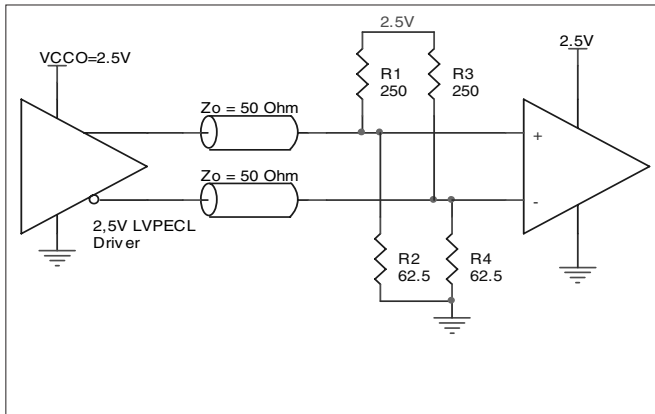 2.5V
VCCO=2.5V
2.5V
R1
250
R3
250
Zo = 50 Ohm
+
Zo = 50 Ohm
-
2,5V LVPECL
Driver
R2
62.5
R4
62.5